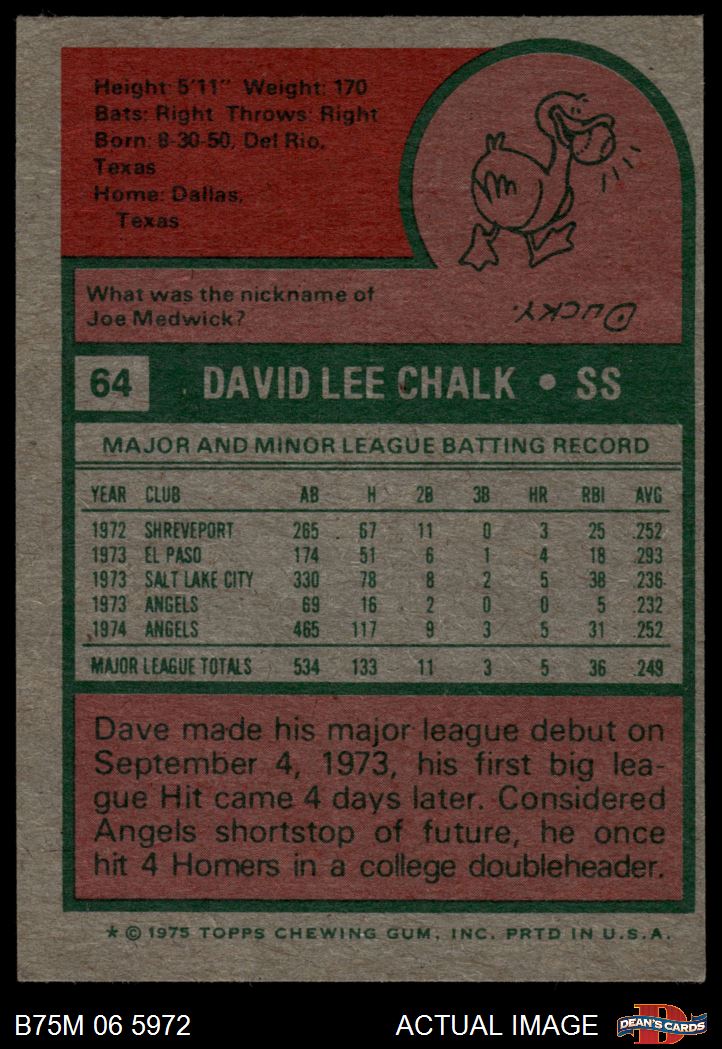 Height: 5'11" Weight: 170
Bats: Right Throws: Right
Born: 8-30-50, Del Rio,
Texas
Home: Dallas,
Texas
What was the nickname of
Joe Medwick?
DUCKY.
64 DAVID LEE CHALK • SS
MAJOR AND MINOR LEAGUE BATTING RECORD
YEAR CLUB AB H 2B 3B HR RBI AVG
1972 SHREVEPORT 265 67 11 0 3 25 .252
1973 EL PASO 174 51 6 1 4 18 .293
1973 SALT LAKE CITY 330 78 8 2 5 38 .236
1973 ANGELS 69 16 2 0 0 5 .232
1974 ANGELS 465 117 9 3 5 31 .252
MAJOR LEAGUE TOTALS 534 133 11 3 5 36 .249
Dave made his major league debut on
September 4, 1973, his first big lea-
gue Hit came 4 days later. Considered
Angels shortstop of future, he once
hit 4 Homers in a college doubleheader.
* © 1975 TOPPS CHEWING GUM, INC. PRTD IN U.S.A.
B75M 06 5972 ACTUAL IMAGE DEAN'S CARDS